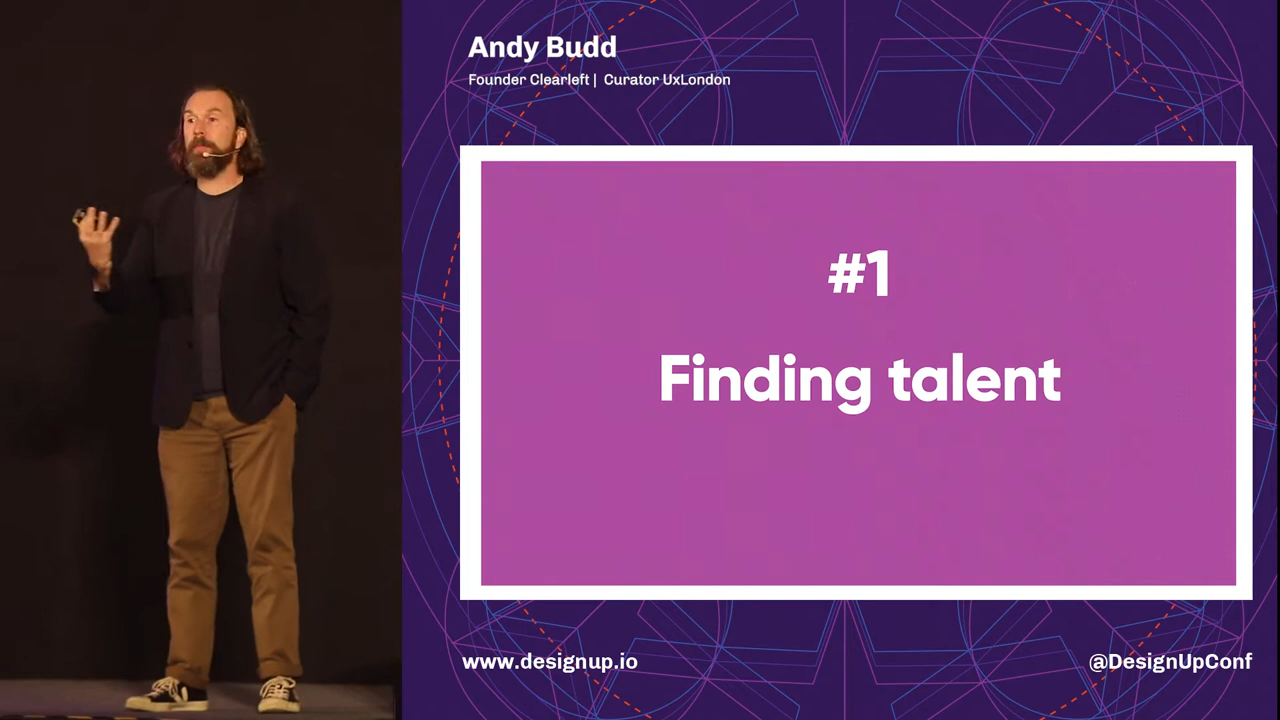 Andy Budd
Founder Clearleft | Curator UxLondon
#1
Finding talent
www.designup.io
@DesignUpConf